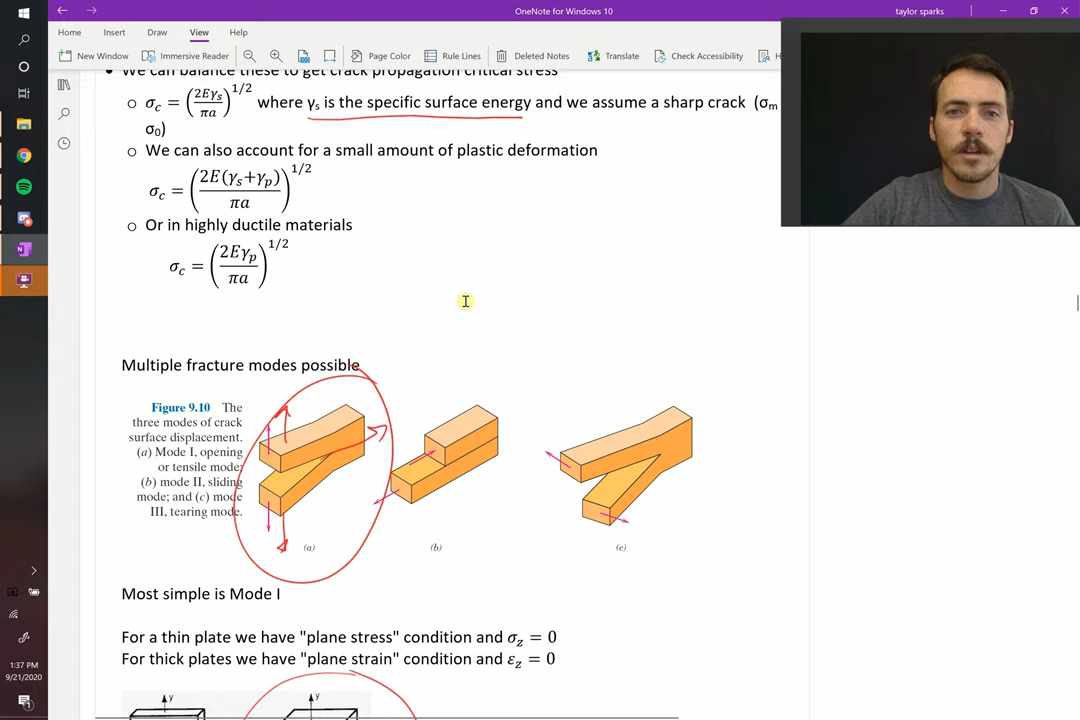 OneNote for Windows 10
taylor sparks
Home Insert Draw View Help
New Window Immersive Reader Page Color Rule Lines Deleted Notes Translate Check Accessibility H
• We can balance these to get crack propagation critical stress
○ σc = (2Eγs/πa)^1/2 where γs is the specific surface energy and we assume a sharp crack (σm
σ0)
○ We can also account for a small amount of plastic deformation
σc = (2E(γs+γp)/πa)^1/2
○ Or in highly ductile materials
σc = (2Eγp/πa)^1/2
Multiple fracture modes possible
Figure 9.10 The
three modes of crack
surface displacement.
(a) Mode I, opening
or tensile mode;
(b) mode II, sliding
mode; and (c) mode
III, tearing mode.
(a)
(b)
(c)
Most simple is Mode I
For a thin plate we have "plane stress" condition and σz = 0
For thick plates we have "plane strain" condition and εz = 0
y
y
1:37 PM
9/21/2020